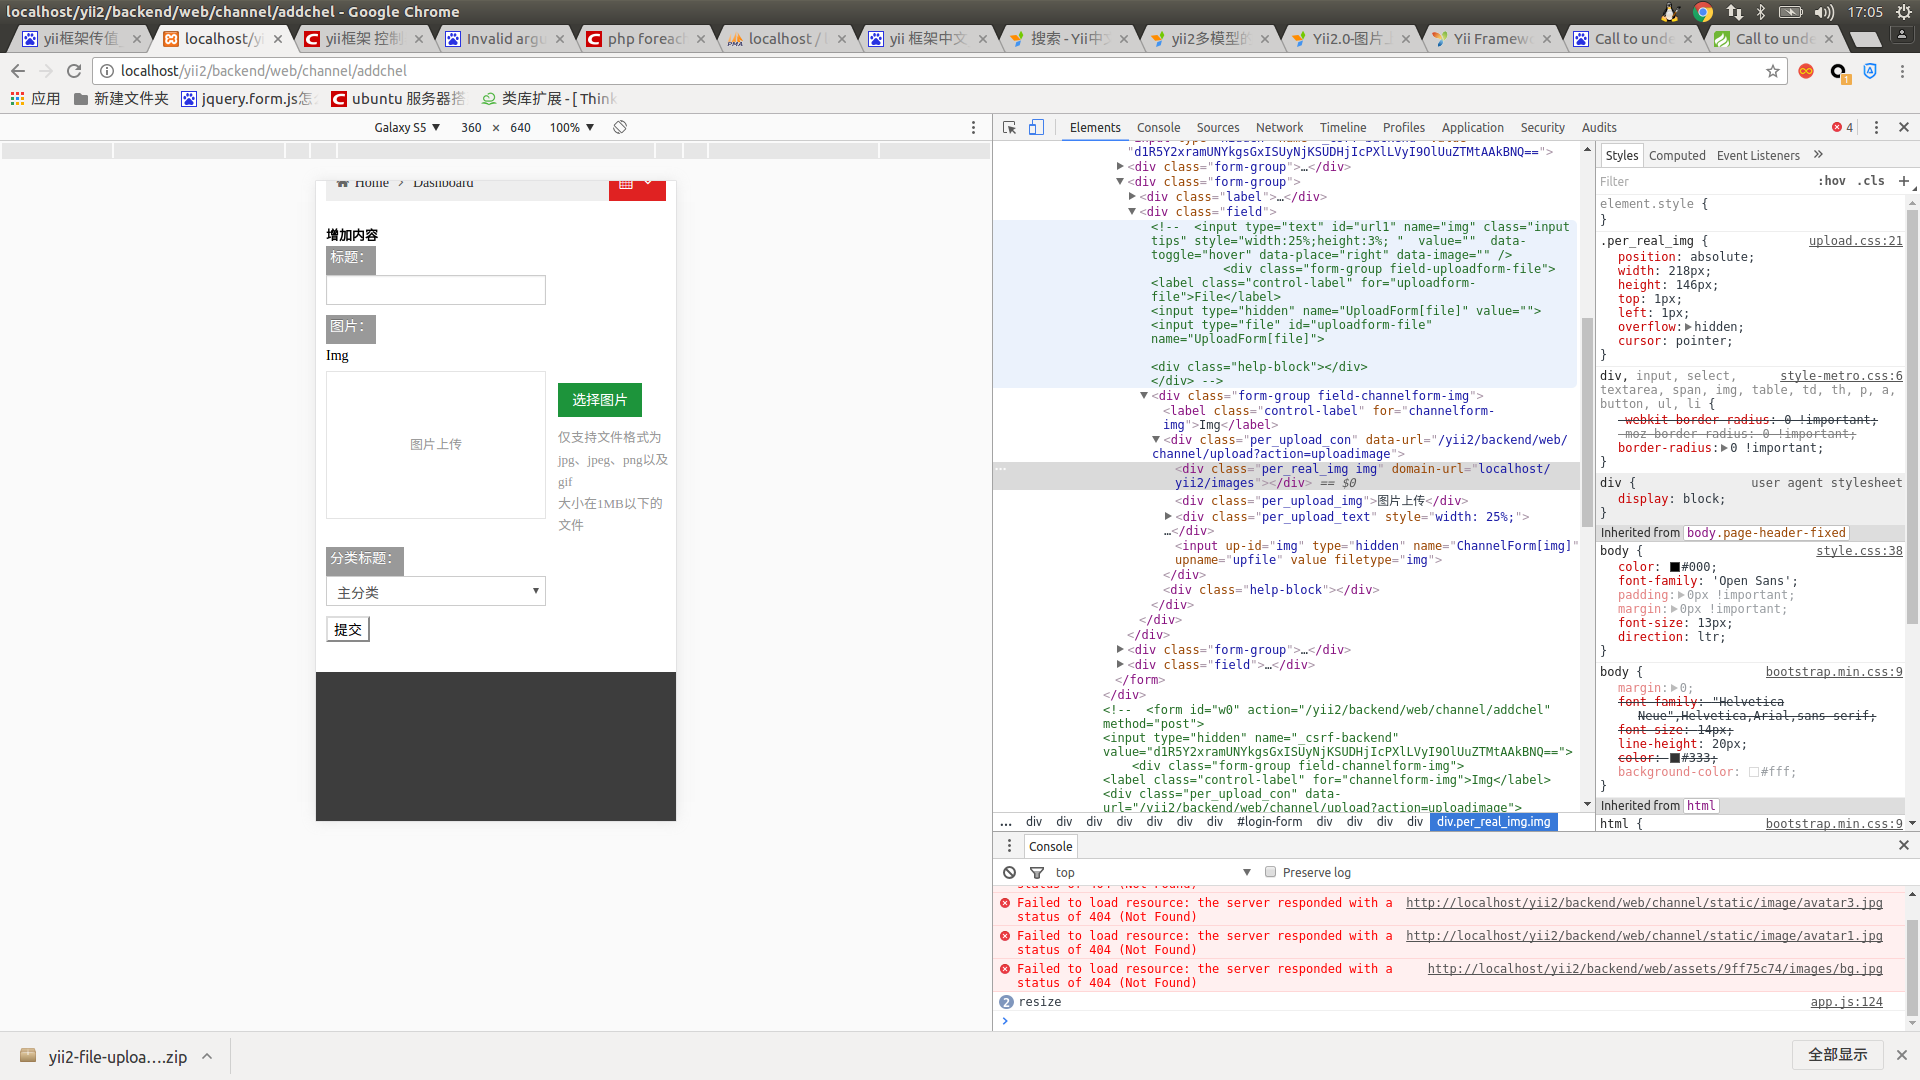 localhost/yii2/backend/web/channel/addchel - Google Chrome
17:05
yii框架传值
localhost/yi
yii框架 控制
Invalid argu
php foreach
localhost / l
yii 框架中文
搜索 - Yii中文
yii2多模型的
Yii2.0-图片上
Yii Framewo
Call to unde
Call to unde
localhost/yii2/backend/web/channel/addchel
应用
新建文件夹
jquery.form.js怎
ubuntu 服务器搭
类库扩展 - [ Think
Galaxy S5 ▼ 360 × 640 100% ▼
Elements Console Sources Network Timeline Profiles Application Security Audits
4
Home > Dashboard
增加内容
标题：
图片：
Img
图片上传
选择图片
仅支持文件格式为
jpg、jpeg、png以及
gif
大小在1MB以下的
文件
分类标题：
主分类
提交
"d1R5Y2xramUNYkgsGxISUyNjKSUDHjIcPXlLVyI9OlUuZTMtAAkBNQ==">
<div class="form-group">…</div>
<div class="form-group">
<div class="label">…</div>
<div class="field">
<!-- <input type="text" id="url1" name="img" class="input
tips" style="width:25%;height:3%; " value="" data-
toggle="hover" data-place="right" data-image="" />
<div class="form-group field-uploadform-file">
<label class="control-label" for="uploadform-
file">File</label>
<input type="hidden" name="UploadForm[file]" value="">
<input type="file" id="uploadform-file"
name="UploadForm[file]">
<div class="help-block"></div>
</div> -->
<div class="form-group field-channelform-img">
<label class="control-label" for="channelform-
img">Img</label>
<div class="per_upload_con" data-url="/yii2/backend/web/
channel/upload?action=uploadimage">
<div class="per_real_img img" domain-url="localhost/
yii2/images"></div> == $0
<div class="per_upload_img">图片上传</div>
<div class="per_upload_text" style="width: 25%;">
…</div>
<input up-id="img" type="hidden" name="ChannelForm[img]"
upname="upfile" value filetype="img">
</div>
<div class="help-block"></div>
</div>
</div>
</div>
<div class="form-group">…</div>
<div class="field">…</div>
</form>
</div>
<!-- <form id="w0" action="/yii2/backend/web/channel/addchel"
method="post">
<input type="hidden" name="_csrf-backend"
value="d1R5Y2xramUNYkgsGxISUyNjKSUDHjIcPXlLVyI9OlUuZTMtAAkBNQ==">
<div class="form-group field-channelform-img">
<label class="control-label" for="channelform-img">Img</label>
<div class="per_upload_con" data-
url="/yii2/backend/web/channel/upload?action=uploadimage">
... div div div div div div div #login-form div div div div div.per_real_img.img
Styles Computed Event Listeners »
Filter :hov .cls +
element.style {
}
.per_real_img { upload.css:21
position: absolute;
width: 218px;
height: 146px;
top: 1px;
left: 1px;
overflow: hidden;
cursor: pointer;
}
div, input, select, style-metro.css:6
textarea, span, img, table, td, th, p, a,
button, ul, li {
-webkit-border-radius: 0 !important;
-moz-border-radius: 0 !important;
border-radius: 0 !important;
}
div { user agent stylesheet
display: block;
}
Inherited from body.page-header-fixed
body { style.css:38
color: #000;
font-family: 'Open Sans';
padding: 0px !important;
margin: 0px !important;
font-size: 13px;
direction: ltr;
}
body { bootstrap.min.css:9
margin: 0;
font-family: "Helvetica
Neue",Helvetica,Arial,sans-serif;
font-size: 14px;
line-height: 20px;
color: #333;
background-color: #fff;
}
Inherited from html
html { bootstrap.min.css:9
Console
top ▼ Preserve log
status of 404 (Not Found)
Failed to load resource: the server responded with a http://localhost/yii2/backend/web/channel/static/image/avatar3.jpg
status of 404 (Not Found)
Failed to load resource: the server responded with a http://localhost/yii2/backend/web/channel/static/image/avatar1.jpg
status of 404 (Not Found)
Failed to load resource: the server responded with a http://localhost/yii2/backend/web/assets/9ff75c74/images/bg.jpg
status of 404 (Not Found)
2 resize app.js:124
yii2-file-uploa....zip
全部显示